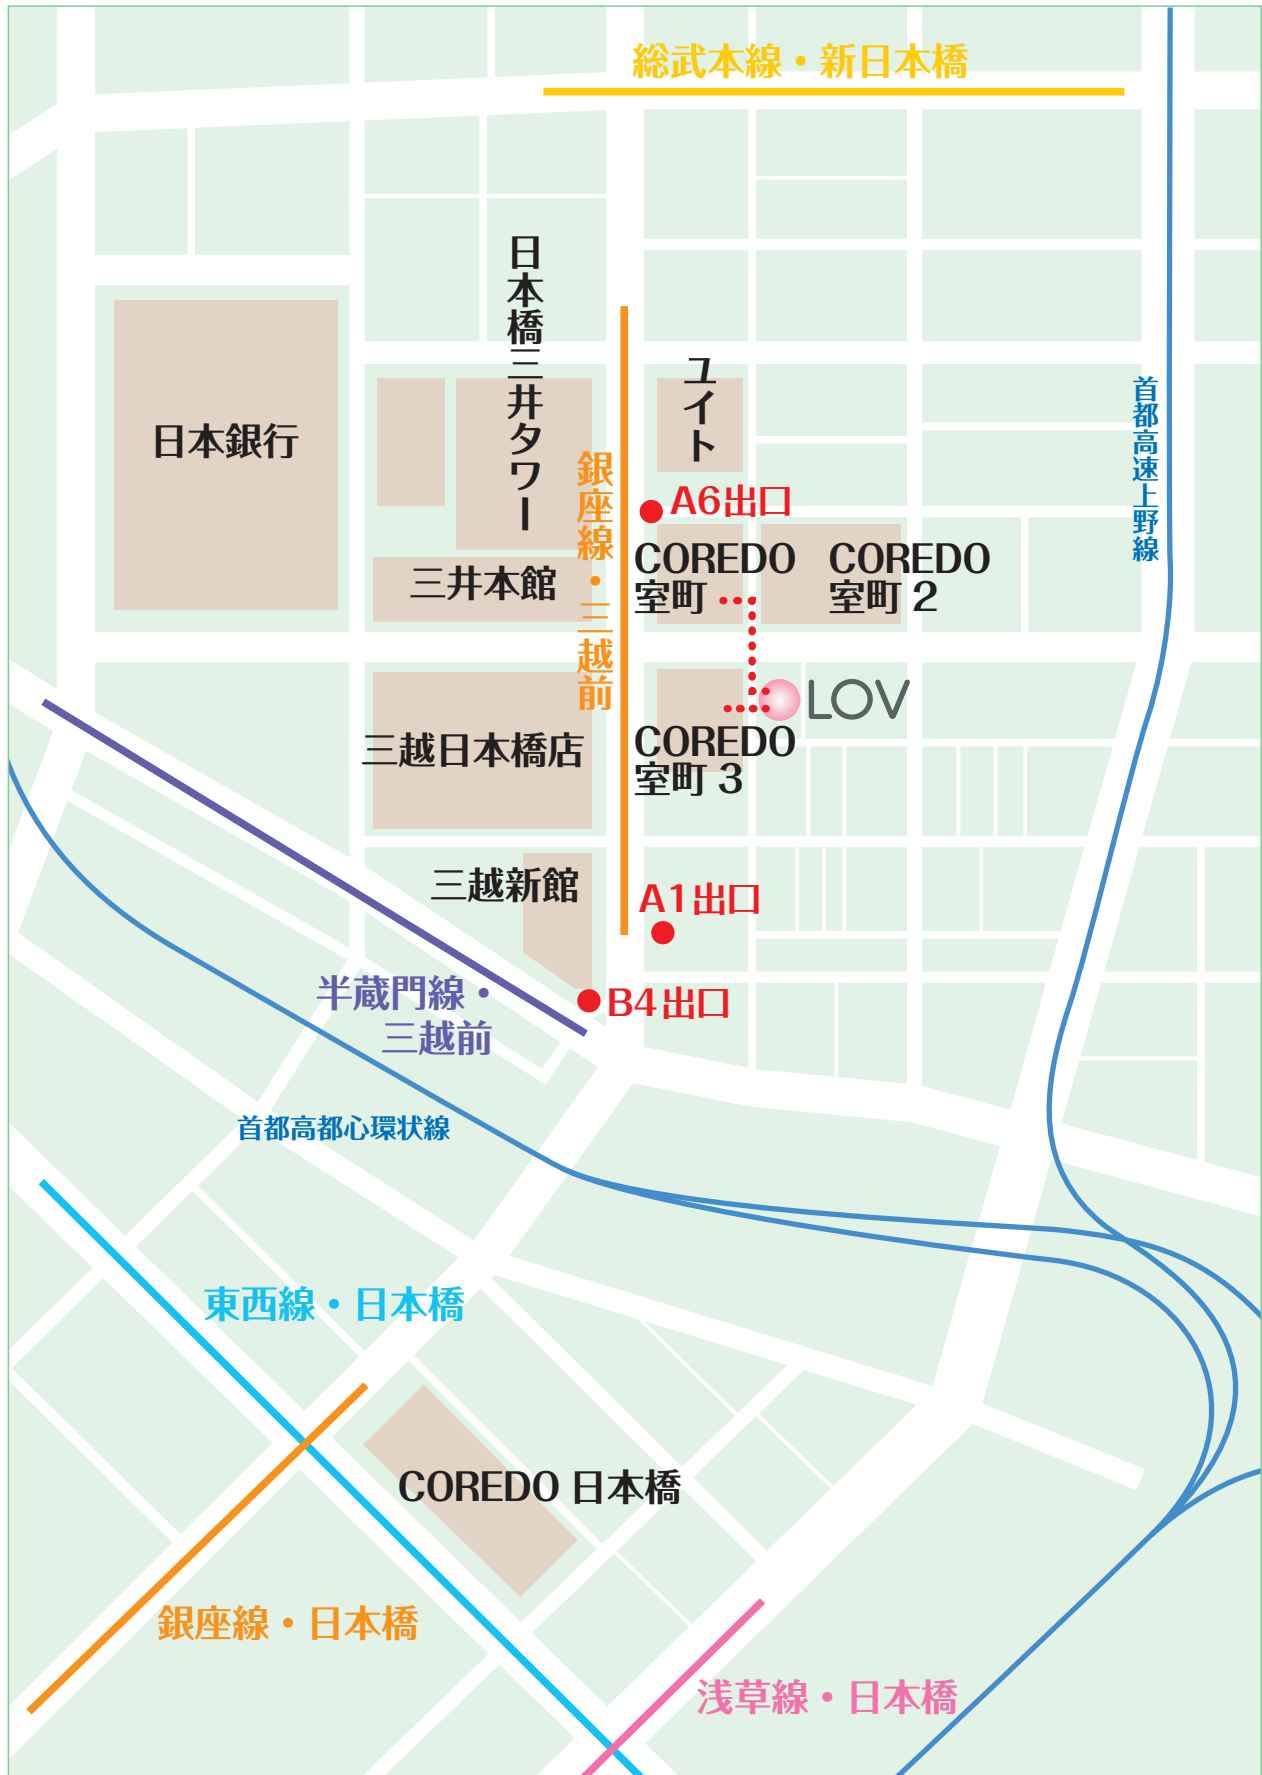 総武本線・新日本橋
日本橋三井タワー
ユイト
首都高速上野線
日本銀行
銀座線・三越前
A6出口
COREDO
室町
COREDO
室町 2
三井本館
LOV
三越日本橋店
COREDO
室町 3
三越新館
A1出口
半蔵門線・
三越前
B4出口
首都高都心環状線
東西線・日本橋
COREDO 日本橋
銀座線・日本橋
浅草線・日本橋